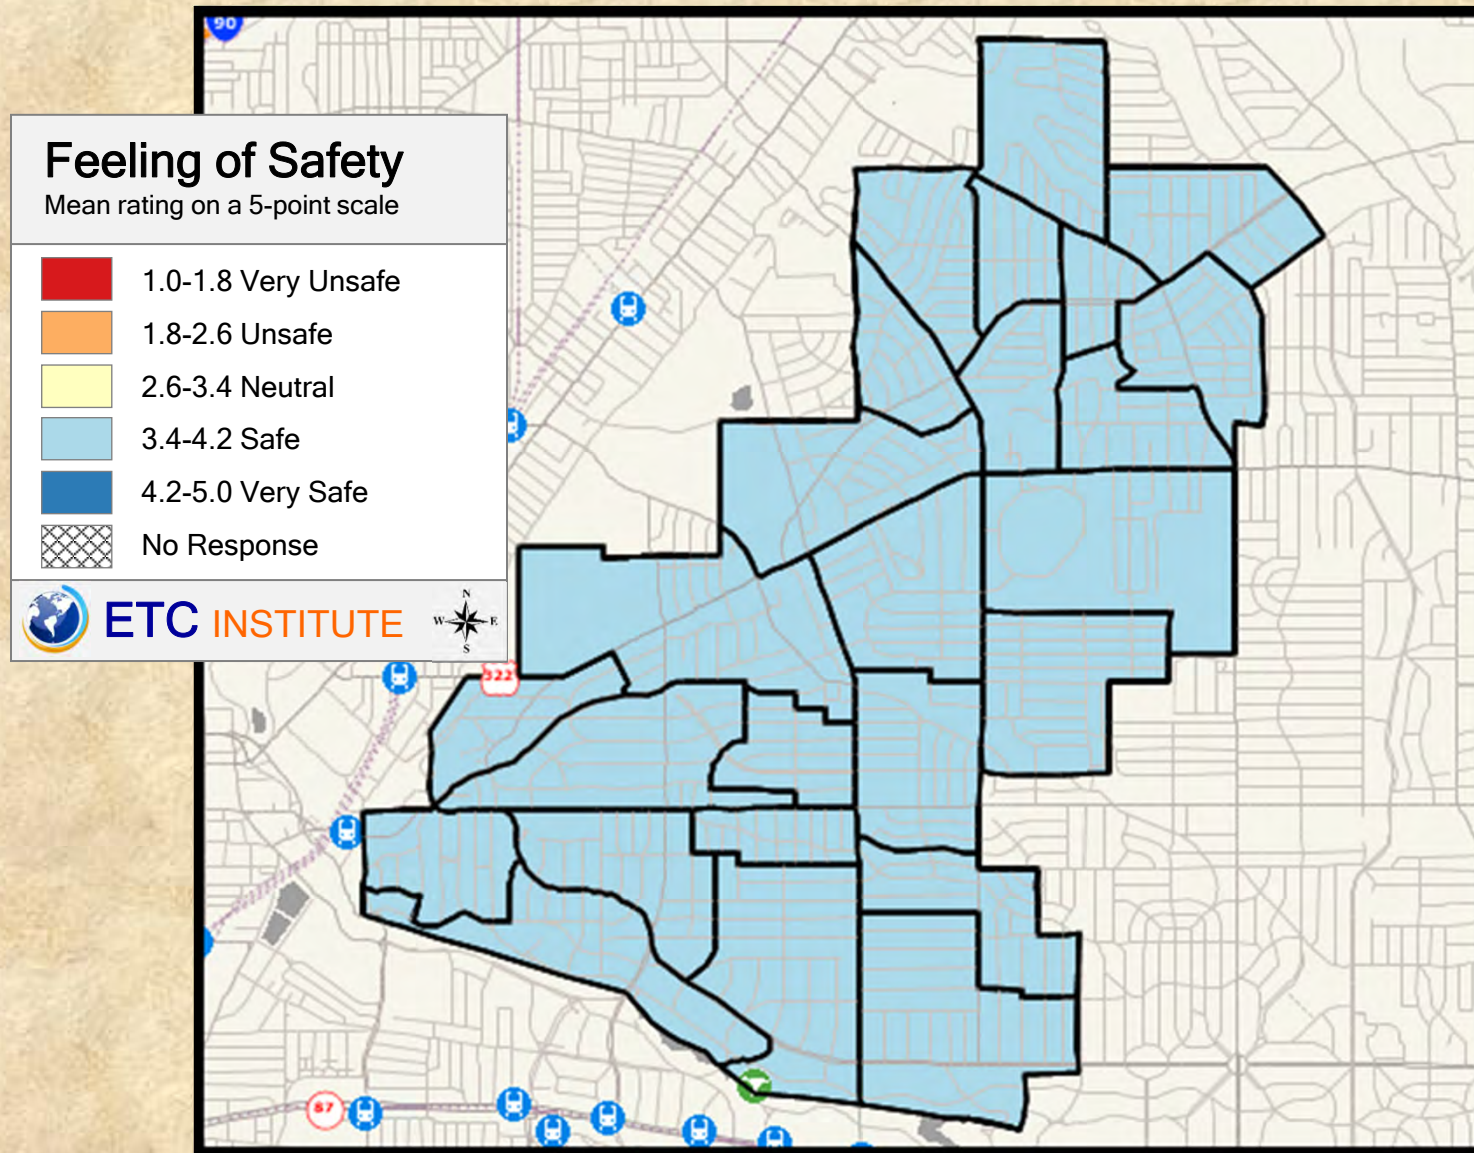 90
Feeling of Safety
Mean rating on a 5-point scale
1.0-1.8 Very Unsafe
1.8-2.6 Unsafe
2.6-3.4 Neutral
3.4-4.2 Safe
4.2-5.0 Very Safe
No Response
ETC INSTITUTE
N
W E
S
322
87